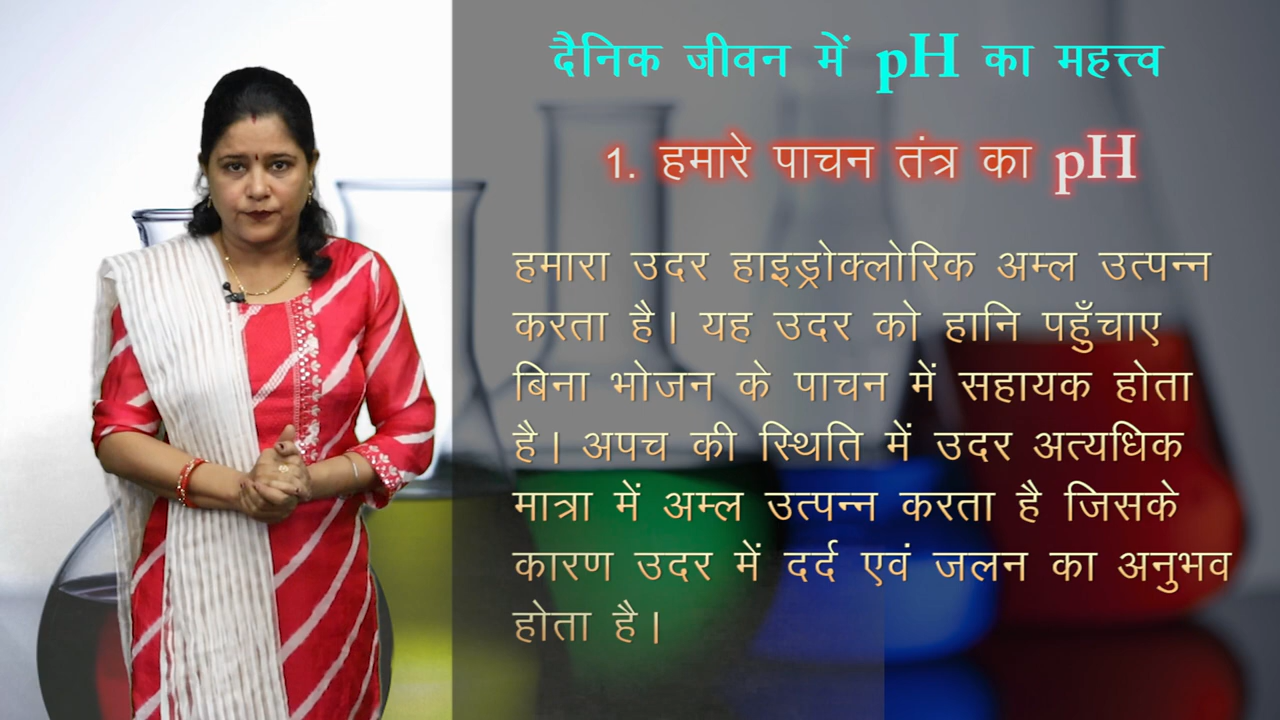 दैनिक जीवन में pH का महत्त्व
1. हमारे पाचन तंत्र का pH
हमारा उदर हाइड्रोक्लोरिक अम्ल उत्पन्न
करता है। यह उदर को हानि पहुँचाए
बिना भोजन के पाचन में सहायक होता
है। अपच की स्थिति में उदर अत्यधिक
मात्रा में अम्ल उत्पन्न करता है जिसके
कारण उदर में दर्द एवं जलन का अनुभव
होता है।